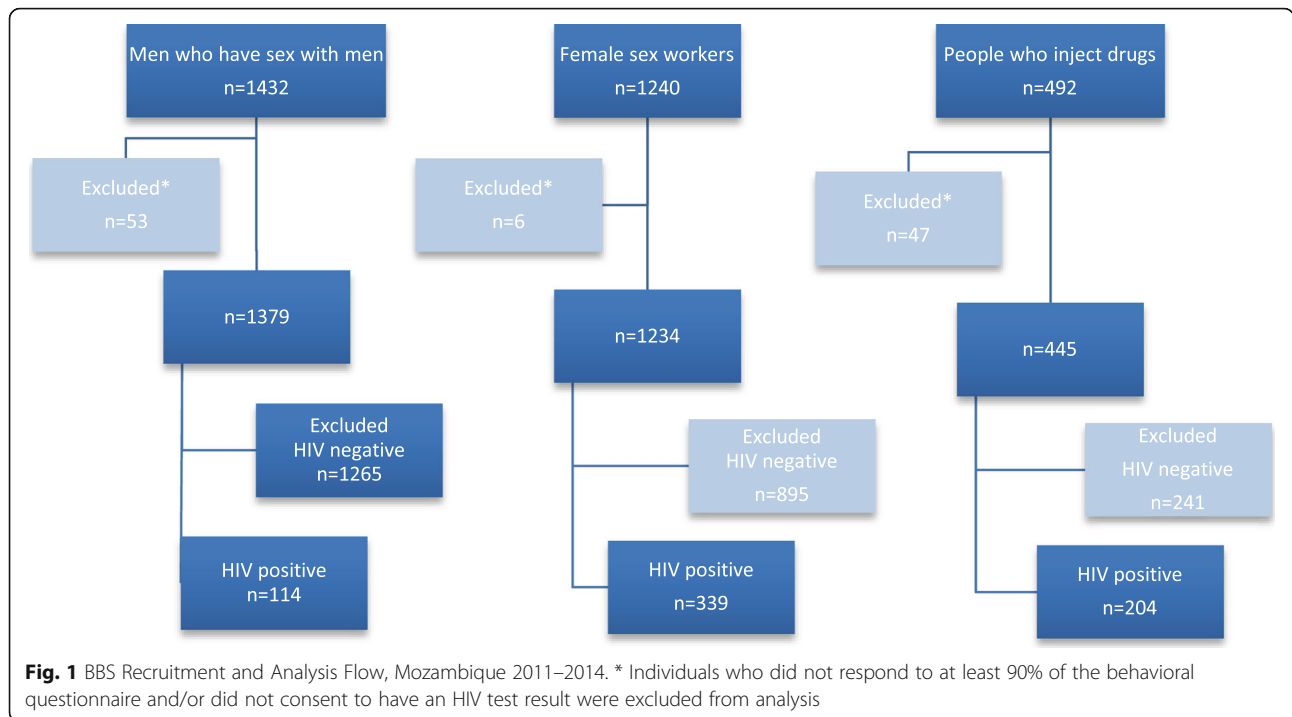 Men who have sex with men
n=1432
Excluded*
n=53
n=1379
Excluded
HIV negative
n=1265
HIV positive
n=114
Female sex workers
n=1240
Excluded*
n=6
n=1234
Excluded
HIV negative
n=895
HIV positive
n=339
People who inject drugs
n=492
Excluded*
n=47
n=445
Excluded
HIV negative
n=241
HIV positive
n=204
Fig. 1 BBS Recruitment and Analysis Flow, Mozambique 2011–2014. * Individuals who did not respond to at least 90% of the behavioral
questionnaire and/or did not consent to have an HIV test result were excluded from analysis